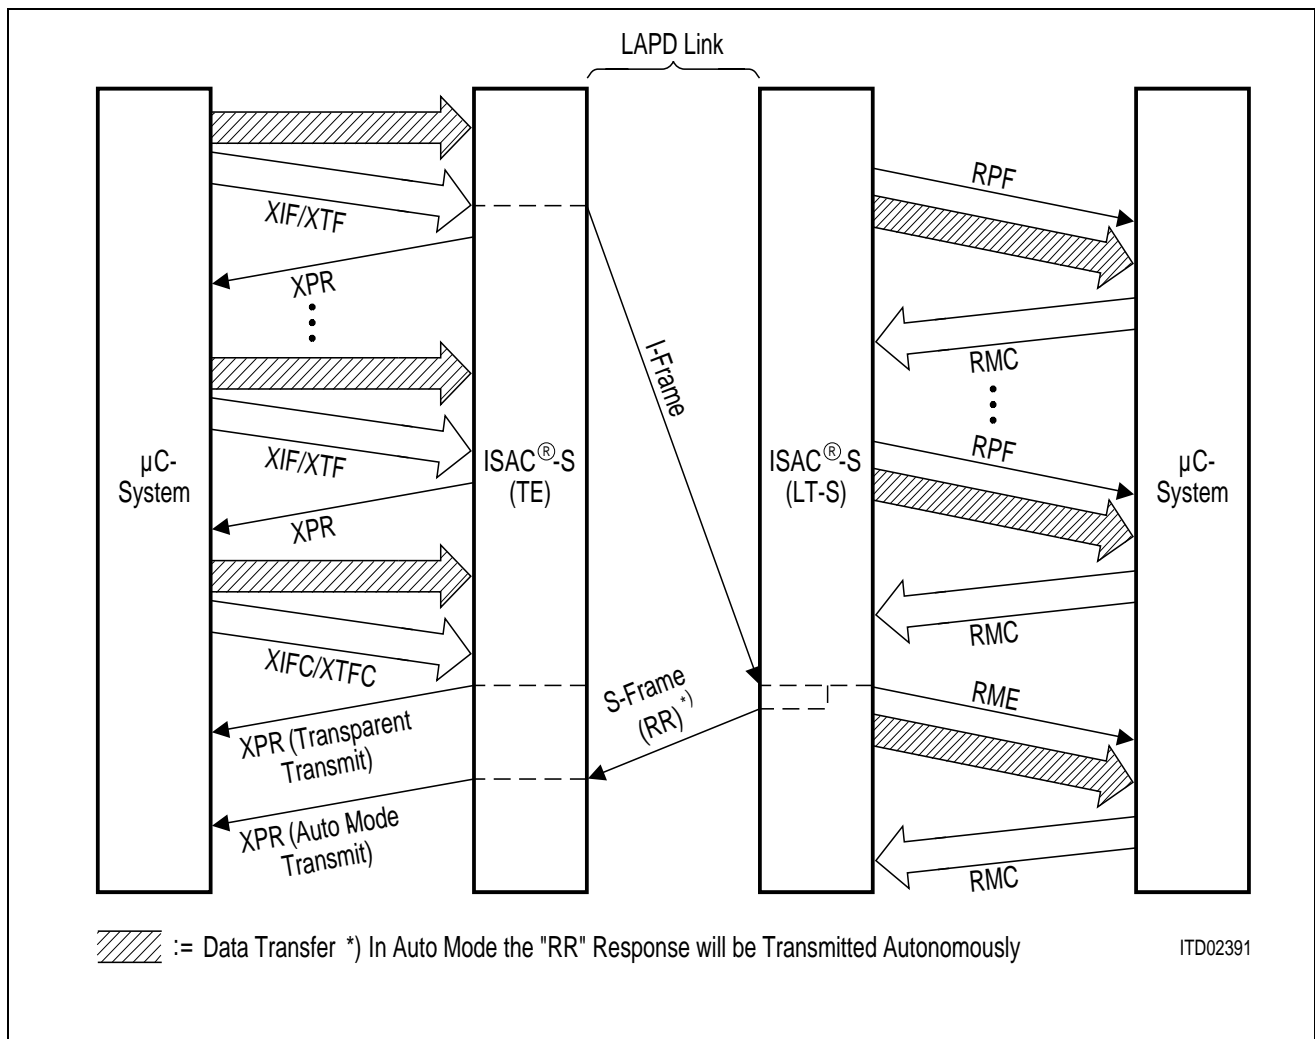 LAPD Link
XIF/XTF
XPR
XIF/XTF
XPR
XIFC/XTFC
XPR (Transparent
Transmit)
XPR (Auto Mode
Transmit)
µC-
System
ISAC®-S
(TE)
I-Frame
S-Frame
(RR)*)
ISAC®-S
(LT-S)
RPF
RMC
RPF
RMC
RME
RMC
µC-
System
:= Data Transfer *) In Auto Mode the "RR" Response will be Transmitted Autonomously
ITD02391